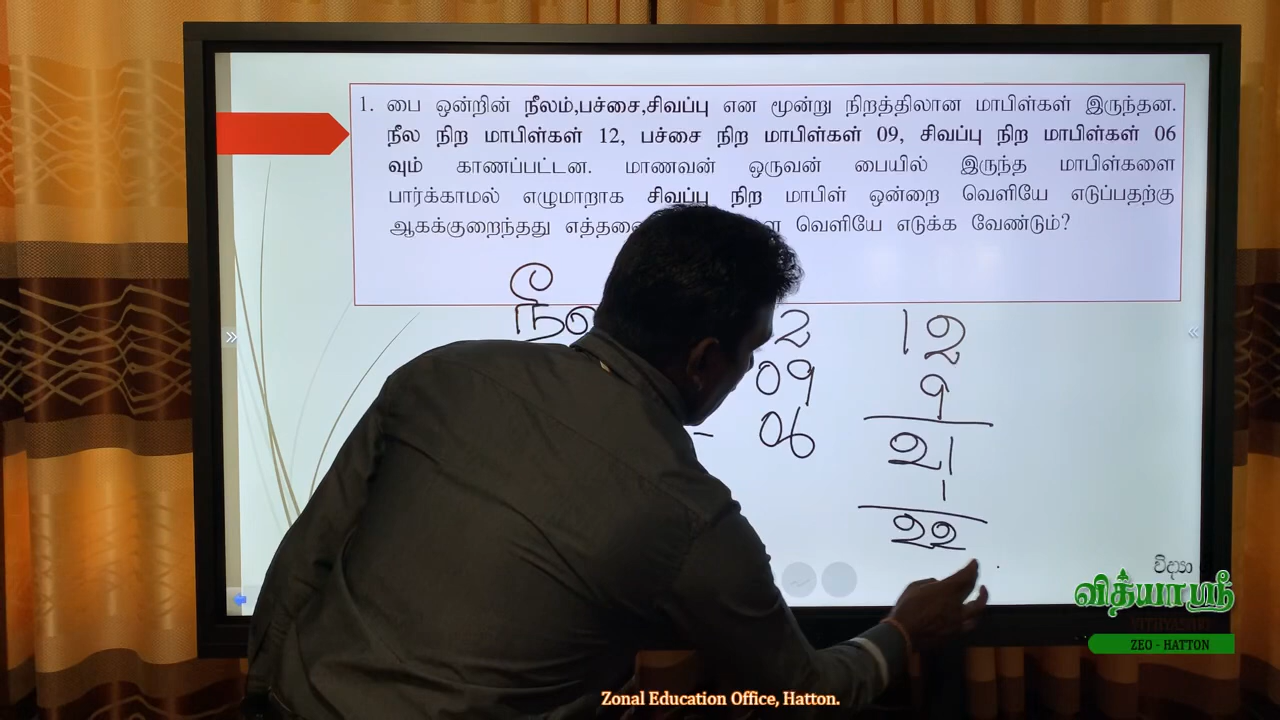 1. பை ஒன்றின் நீலம்,பச்சை,சிவப்பு என மூன்று நிறத்திலான மாபிள்கள் இருந்தன.
நீல நிற மாபிள்கள் 12, பச்சை நிற மாபிள்கள் 09, சிவப்பு நிற மாபிள்கள் 06
வும் காணப்பட்டன. மாணவன் ஒருவன் பையில் இருந்த மாபிள்களை
பார்க்காமல் எழுமாறாக சிவப்பு நிற மாபிள் ஒன்றை வெளியே எடுப்பதற்கு
ஆகக்குறைந்தது வெளியே எடுக்க வேண்டும்?
நீல 2 12
09 9
- 06 21
1
22
විද්‍යා
வித்யா ஸ்ரீ
ZEO - HATTON
Zonal Education Office, Hatton.